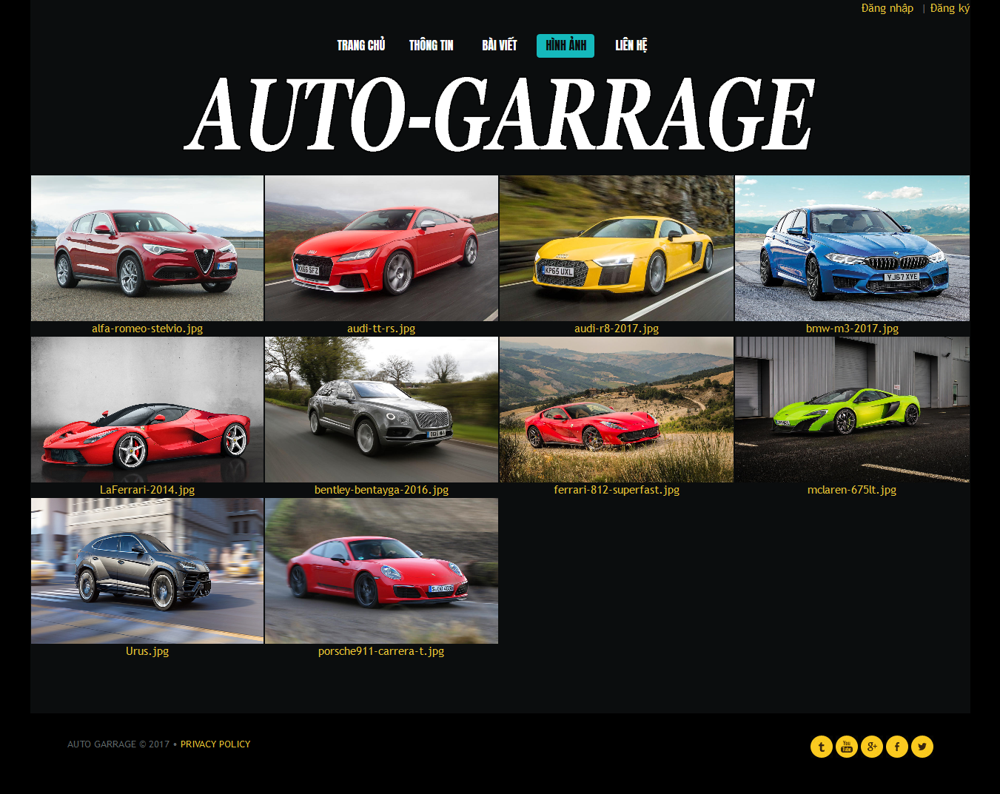 Đăng nhập | Đăng ký
TRANG CHỦ THÔNG TIN BÀI VIẾT HÌNH ẢNH LIÊN HỆ
AUTO-GARRAGE
KX66 SFZ
KP65 UXL
YJ67 XYE
alfa-romeo-stelvio.jpg audi-tt-rs.jpg audi-r8-2017.jpg bmw-m3-2017.jpg
LaFerrari-2014.jpg bentley-bentayga-2016.jpg ferrari-812-superfast.jpg mclaren-675lt.jpg
Urus.jpg porsche911-carrera-t.jpg
AUTO GARRAGE © 2017 • PRIVACY POLICY
t You Tube g+ f